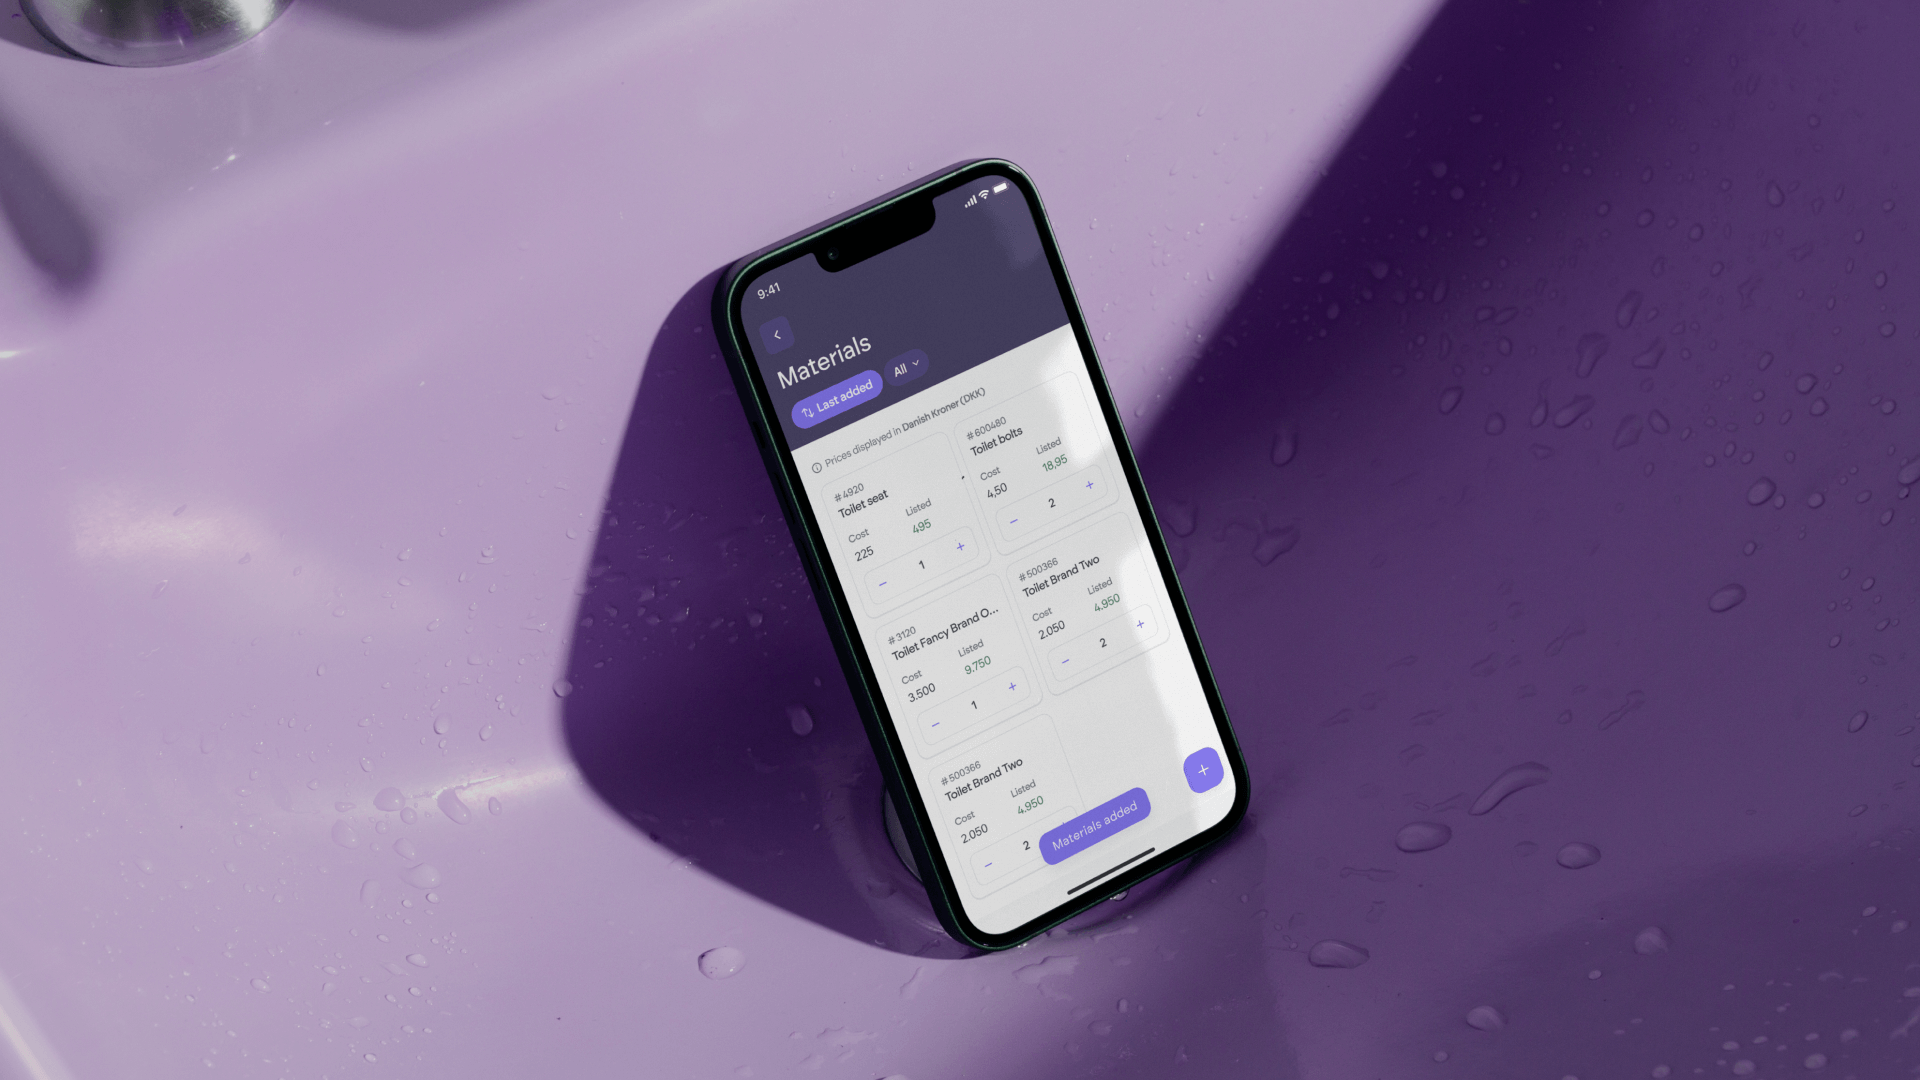 9:41
Materials
Last added
All
Prices displayed in Danish Kroner (DKK)
#4920
Toilet seat
Cost
Listed
225
495
1
#600480
Toilet bolts
Cost
Listed
4,50
18,95
2
#3120
Toilet Fancy Brand O...
Cost
Listed
3.500
9.750
1
#500366
Toilet Brand Two
Cost
Listed
2.050
4.950
2
#500366
Toilet Brand Two
Cost
Listed
2.050
4.950
2
Materials added